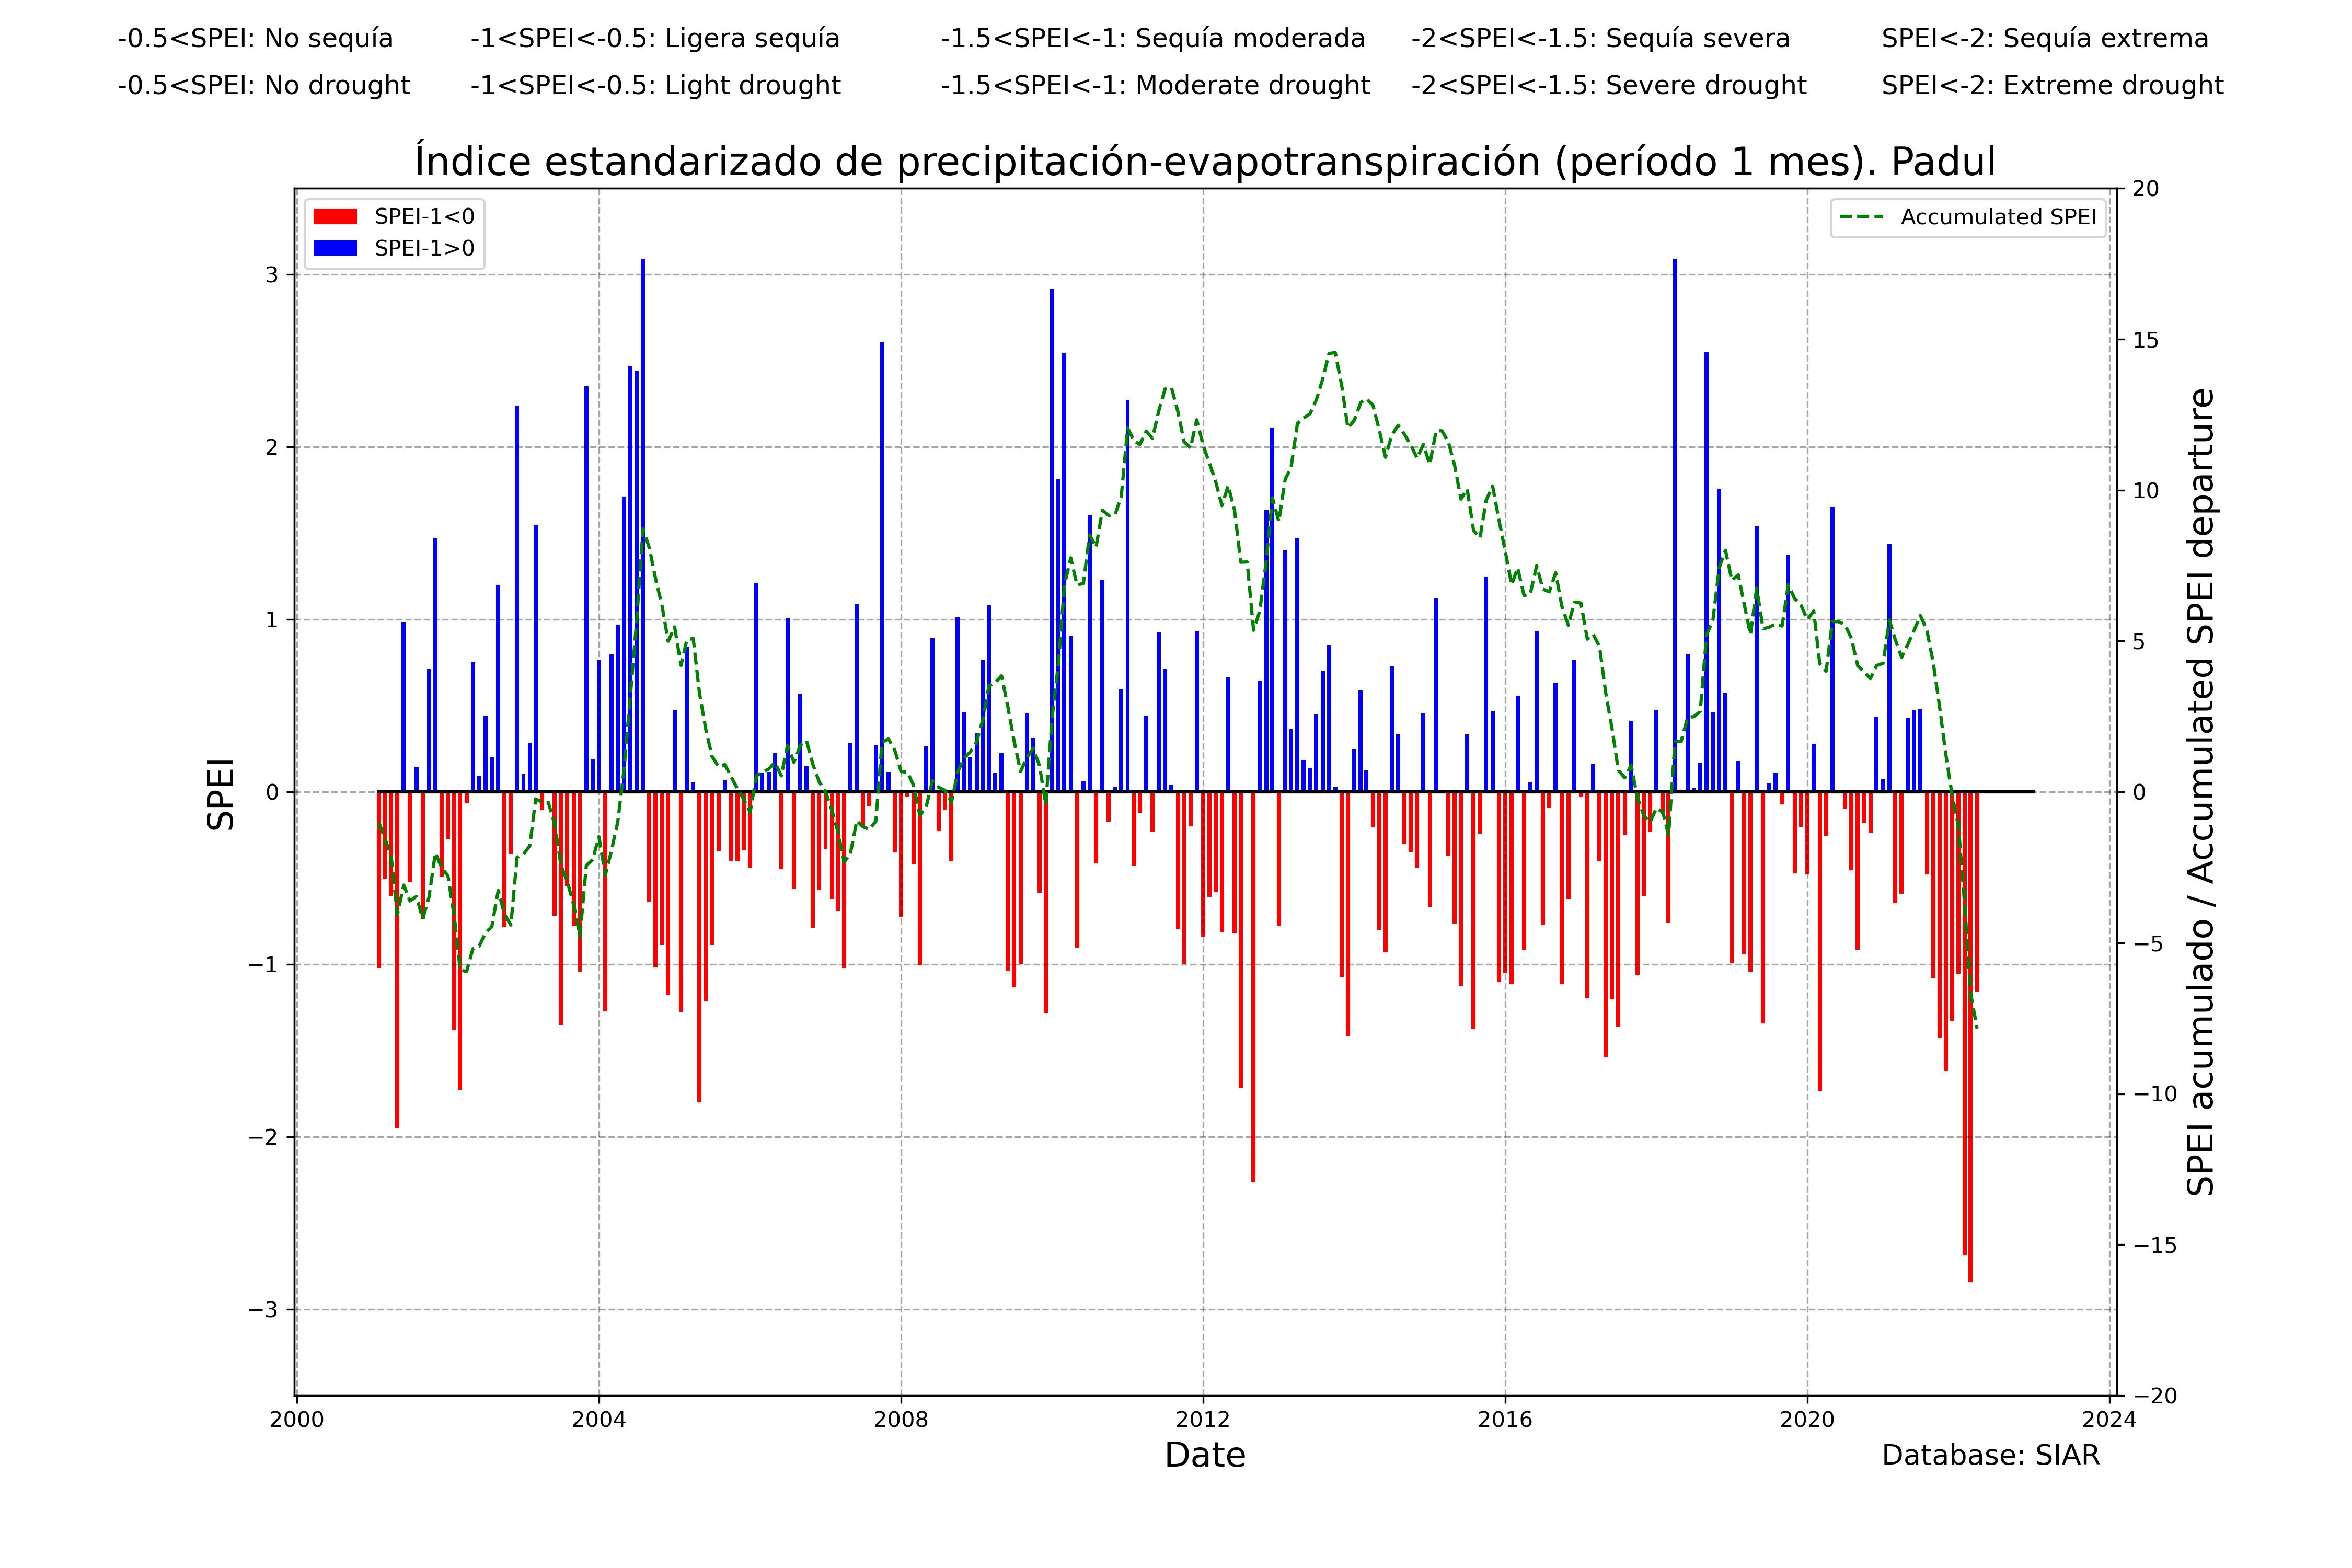 -0.5<SPEI: No sequía -1<SPEI<-0.5: Ligera sequía -1.5<SPEI<-1: Sequía moderada -2<SPEI<-1.5: Sequía severa SPEI<-2: Sequía extrema
-0.5<SPEI: No drought -1<SPEI<-0.5: Light drought -1.5<SPEI<-1: Moderate drought -2<SPEI<-1.5: Severe drought SPEI<-2: Extreme drought
Índice estandarizado de precipitación-evapotranspiración (período 1 mes). Padul
SPEI-1<0
SPEI-1>0
Accumulated SPEI
SPEI
3
2
1
0
−1
−2
−3
20
15
10
5
0
−5
−10
−15
−20
SPEI acumulado / Accumulated SPEI departure
2000 2004 2008 2012 2016 2020 2024
Date
Database: SIAR